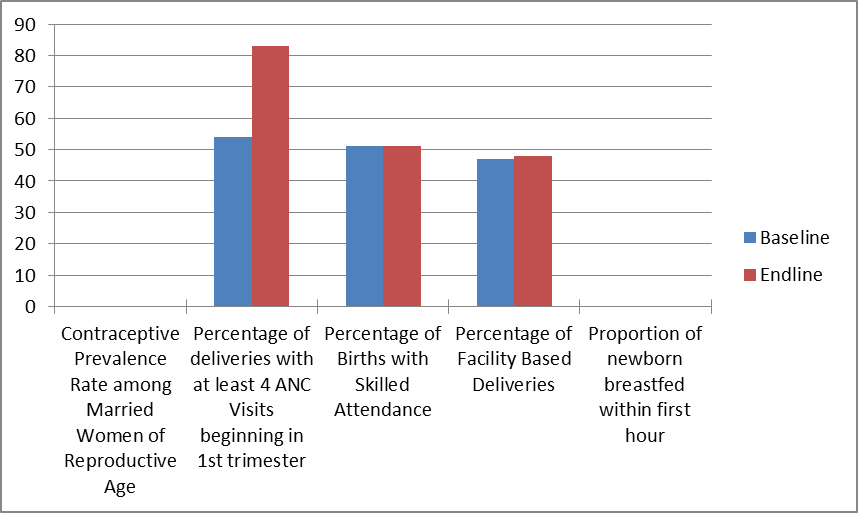 90
80
70
60
50
40
30
20
10
0
Contraceptive
Prevalence
Rate among
Married
Women of
Reproductive
Age
Percentage of
deliveries with
at least 4 ANC
Visits
beginning in
1st trimester
Percentage of
Births with
Skilled
Attendance
Percentage of
Facility Based
Deliveries
Proportion of
newborn
breastfed
within first
hour
Baseline
Endline